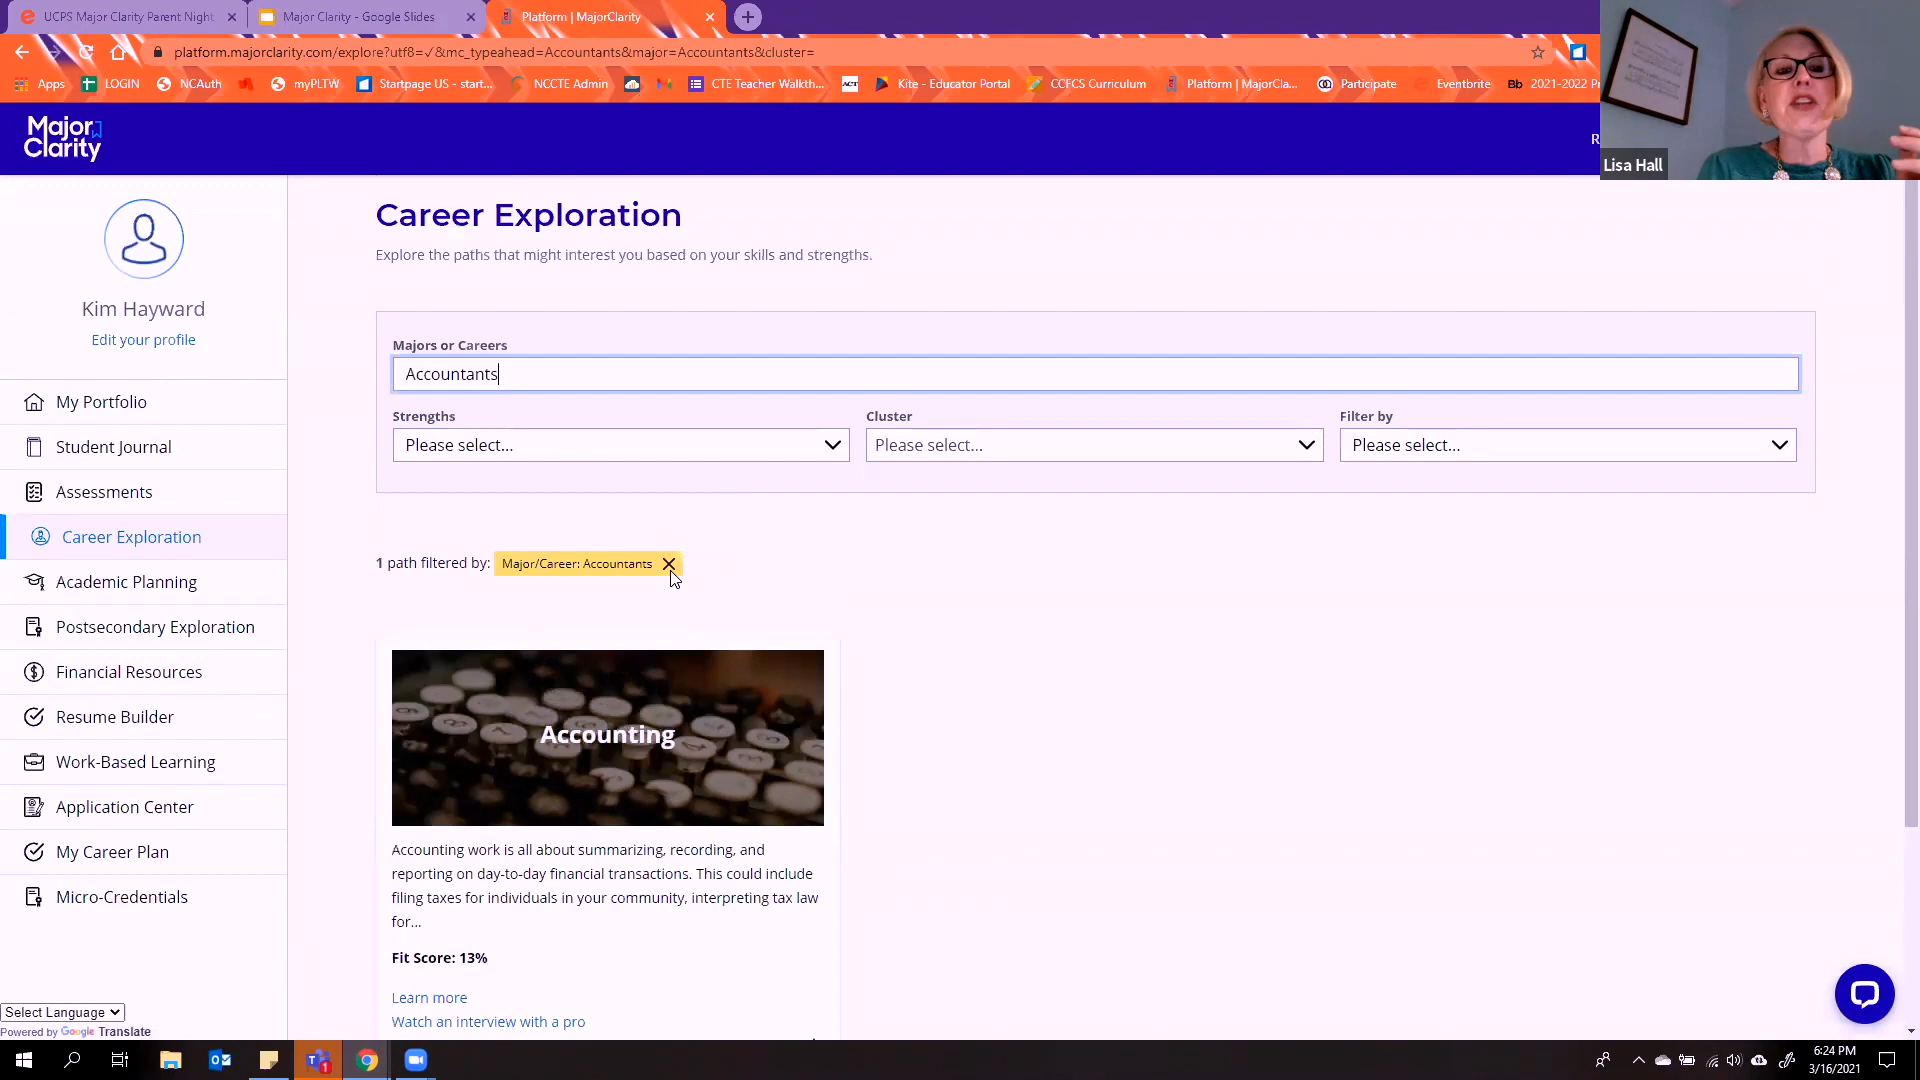 UCPS Major Clarity Parent Night
Major Clarity - Google Slides
Platform | MajorClarity
platform.majorclarity.com/explore?utf8=✓&mc_typeahead=Accountants&major=Accountants&cluster=
Apps
LOGIN
NCAuth
myPLTW
Startpage US - start...
NCCTE Admin
CTE Teacher Walkth...
ACT
Kite - Educator Portal
CCFCS Curriculum
Platform | MajorCla...
Participate
Eventbrite
Bb 2021-2022 P
Lisa Hall
Major
Clarity
R
Kim Hayward
Edit your profile
My Portfolio
Student Journal
Assessments
Career Exploration
Academic Planning
Postsecondary Exploration
Financial Resources
Resume Builder
Work-Based Learning
Application Center
My Career Plan
Micro-Credentials
Select Language
Powered by Google Translate
Career Exploration
Explore the paths that might interest you based on your skills and strengths.
Majors or Careers
Accountants
Strengths
Cluster
Filter by
Please select...
Please select...
Please select...
1 path filtered by: Major/Career: Accountants
Accounting
Accounting work is all about summarizing, recording, and
reporting on day-to-day financial transactions. This could include
filing taxes for individuals in your community, interpreting tax law
for...
Fit Score: 13%
Learn more
Watch an interview with a pro
6:24 PM
3/16/2021